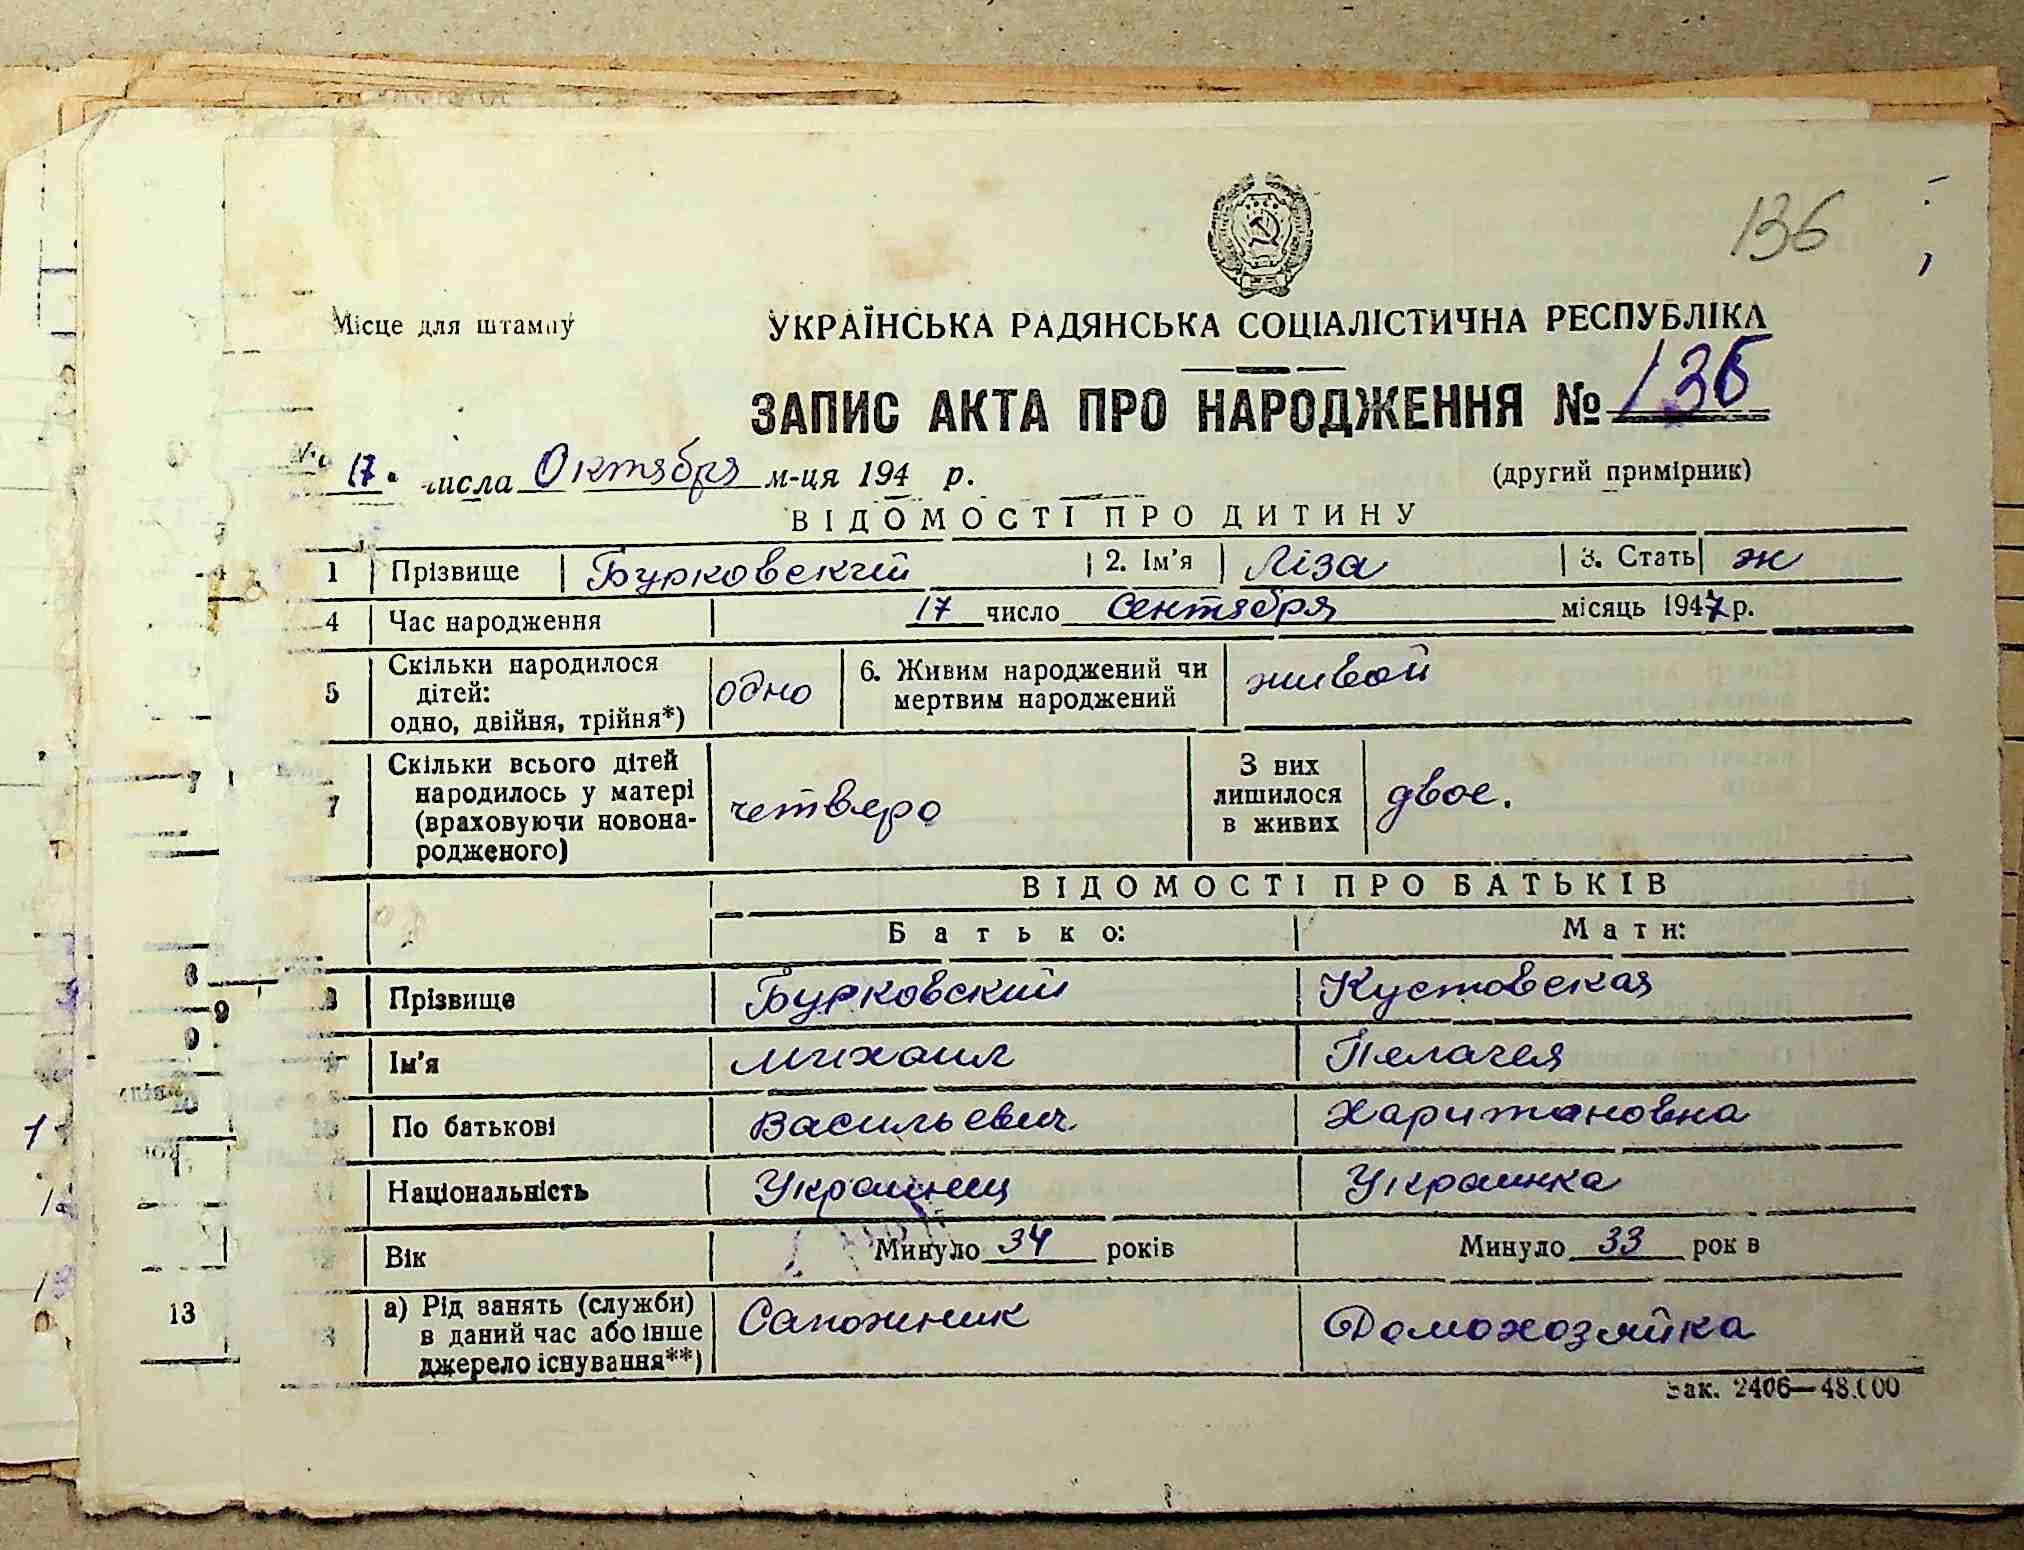 136
Місце для штампу
УКРАЇНСЬКА РАДЯНСЬКА СОЦІАЛІСТИЧНА РЕСПУБЛІКА
ЗАПИС АКТА ПРО НАРОДЖЕННЯ № 136
17 числа Октября м-ця 194 р. (другий примірник)
ВІДОМОСТІ ПРО ДИТИНУ
1 Прізвище Бурковский 2. Ім'я Ліза 3. Стать ж
4 Час народження 17 число Сентября місяць 1947 р.
5 Скільки народилося дітей: одно, двійня, трійня*) одно 6. Живим народжений чи мертвим народжений живой
7 Скільки всього дітей народилось у матері (враховуючи новонародженого) четверо З них лишилося в живих двое.
ВІДОМОСТІ ПРО БАТЬКІВ
Батько: Мати:
8 Прізвище Бурковский Кустовская
9 Ім'я Михаил Пелагея
10 По батькові Васильевич Харитановна
11 Національність Украинец Украинка
Вік Минуло 34 років Минуло 33 рок в
13 а) Рід занять (служби) в даний час або інше джерело існування**) Сапожник Домохозяйка
Зак. 2406—48.000